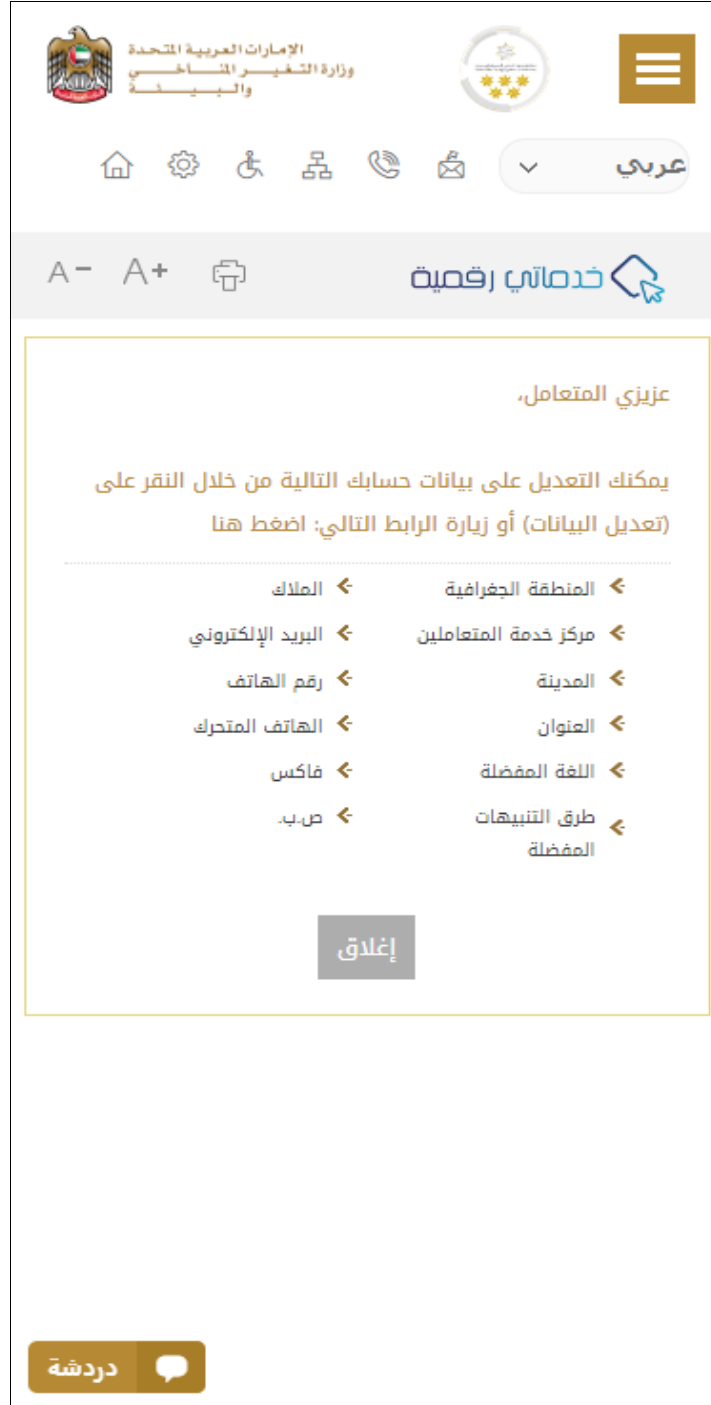 الإمارات العربية المتحدة
وزارة التغيير المناخي
والبيئة
عربي
A- A+
خدماتي رقمية
عزيزي المتعامل،
يمكنك التعديل على بيانات حسابك التالية من خلال النقر على
(تعديل البيانات) أو زيارة الرابط التالي: اضغط هنا
المنطقة الجغرافية
مركز خدمة المتعاملين
المدينة
العنوان
اللغة المفضلة
طرق التنبيهات
المفضلة
الملاك
البريد الإلكتروني
رقم الهاتف
الهاتف المتحرك
فاكس
ص.ب.
إغلاق
دردشة